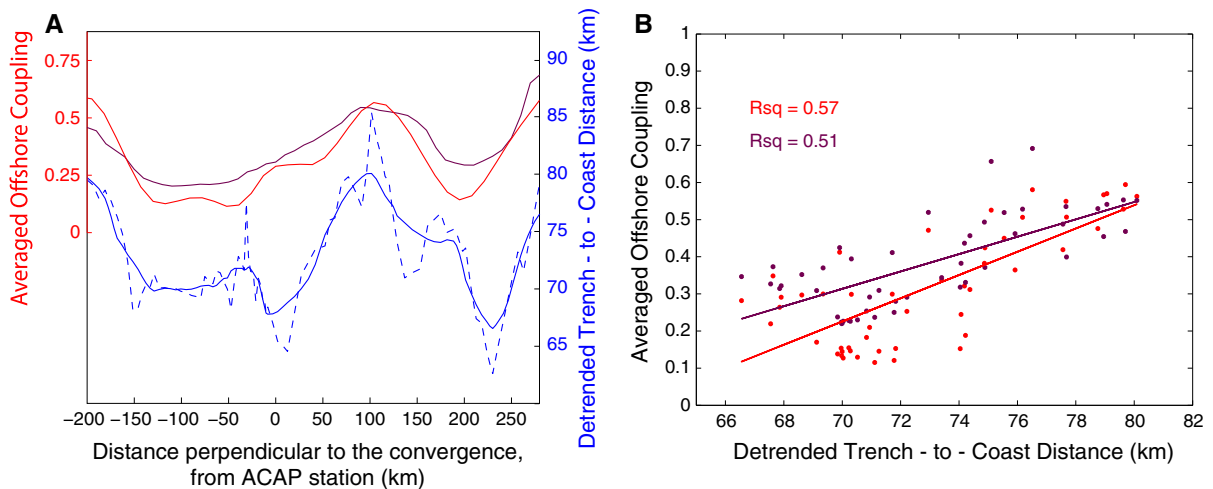 A
Averaged Offshore Coupling
0.75
0.5
0.25
0
90
85
80
75
70
65
Detrended Trench -to - Coast Distance (km)
−200 −150 −100 −50 0 50 100 150 200 250
Distance perpendicular to the convergence,
from ACAP station (km)
B
Averaged Offshore Coupling
1
0.9
0.8
0.7
0.6
0.5
0.4
0.3
0.2
0.1
0
Rsq = 0.57
Rsq = 0.51
66 68 70 72 74 76 78 80 82
Detrended Trench - to - Coast Distance (km)